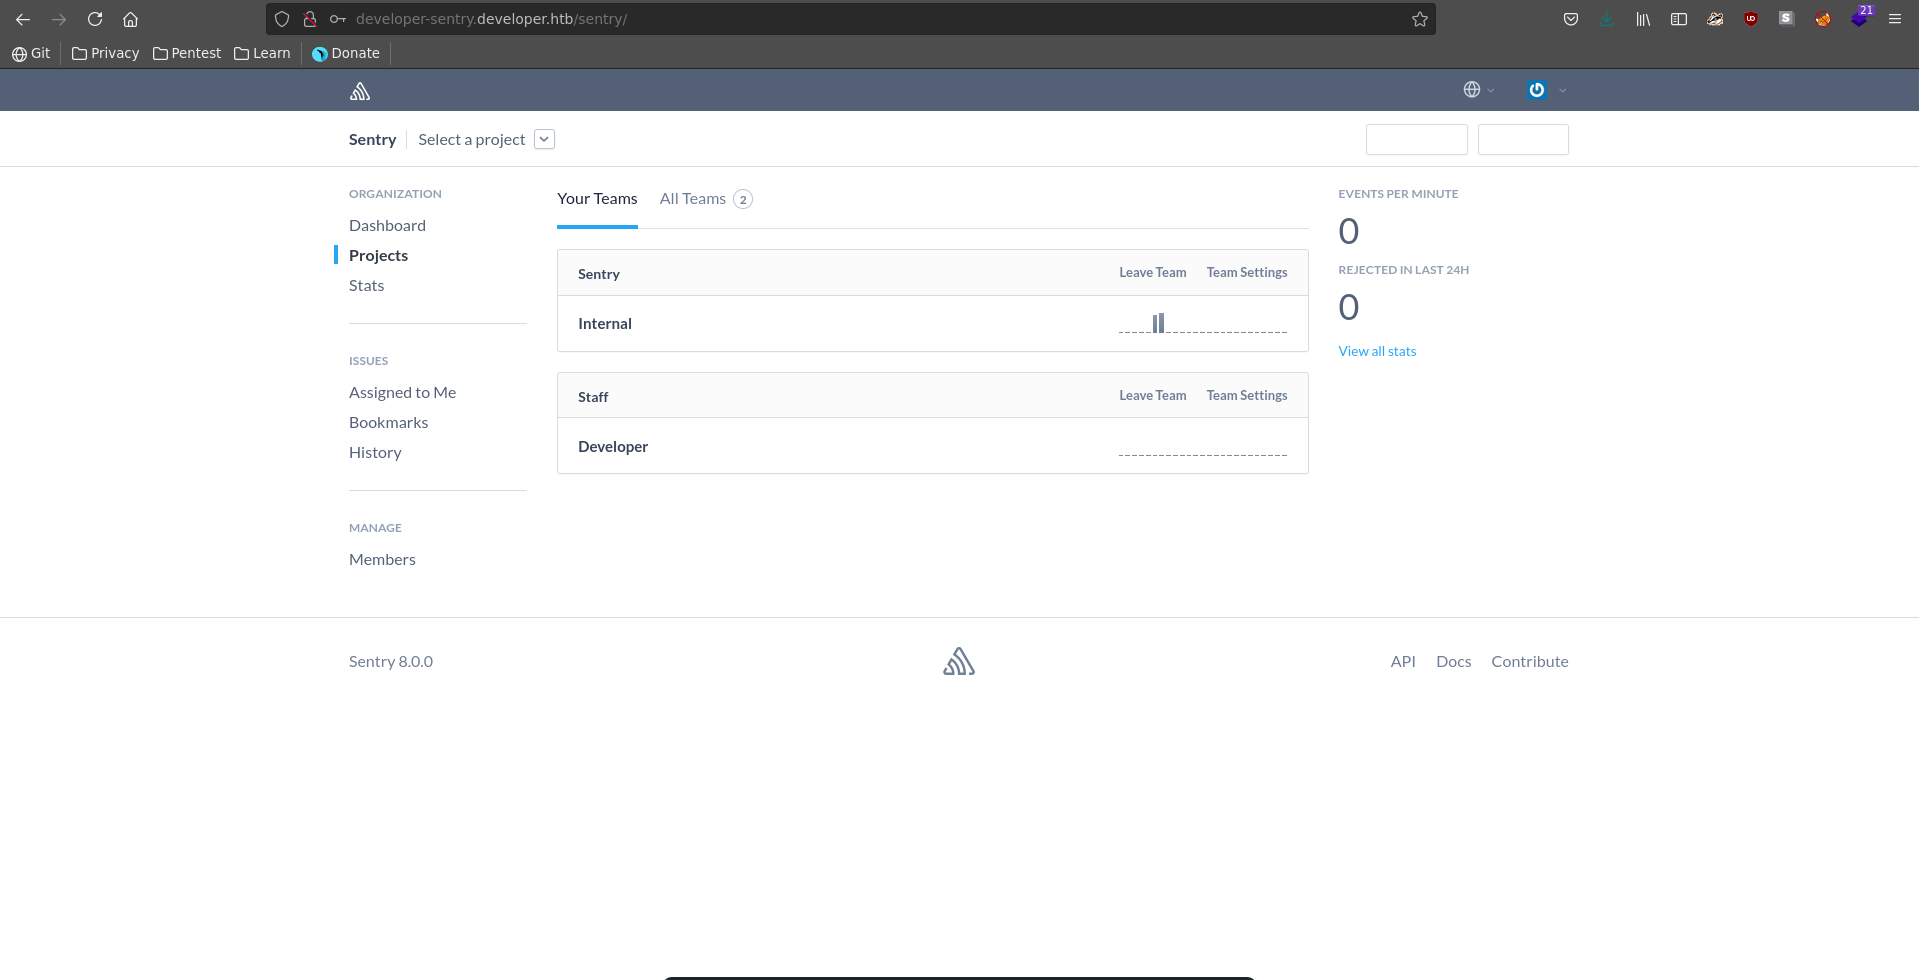 developer-sentry.developer.htb/sentry/
21
Git Privacy Pentest Learn Donate
Sentry Select a project
ORGANIZATION
Dashboard
Projects
Stats
ISSUES
Assigned to Me
Bookmarks
History
MANAGE
Members
Your Teams All Teams 2
Sentry Leave Team Team Settings
Internal
Staff Leave Team Team Settings
Developer
EVENTS PER MINUTE
0
REJECTED IN LAST 24H
0
View all stats
Sentry 8.0.0 API Docs Contribute